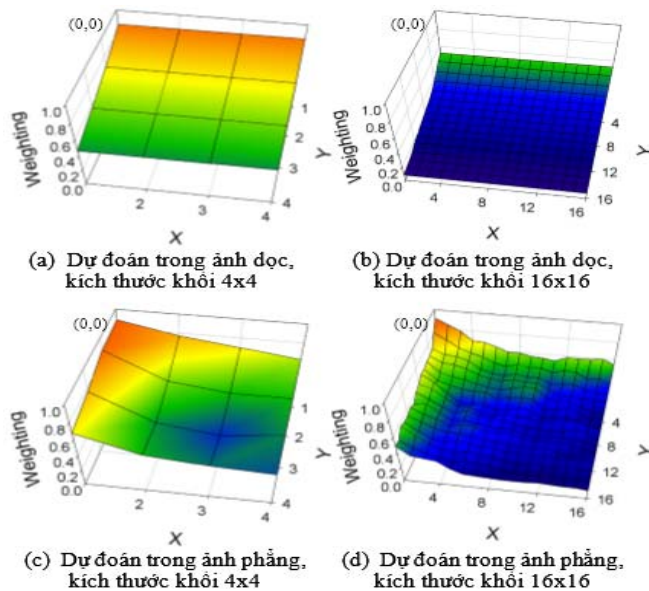 (0,0)
(0,0)
Weighting
1.0
0.8
0.6
0.4
0.2
0.0
2
3
4
X
1
2
3
4
Y
Weighting
1.0
0.8
0.6
0.4
0.2
0.0
4
8
12
16
X
4
8
12
16
Y
(a) Dự đoán trong ảnh dọc,
kích thước khối 4x4
(b) Dự đoán trong ảnh dọc,
kích thước khối 16x16
(0,0)
(0,0)
Weighting
1.0
0.8
0.6
0.4
0.2
0.0
2
3
4
X
1
2
3
4
Y
Weighting
1.0
0.8
0.6
0.4
0.2
0.0
4
8
12
16
X
4
8
12
16
Y
(c) Dự đoán trong ảnh phẳng,
kích thước khối 4x4
(d) Dự đoán trong ảnh phẳng,
kích thước khối 16x16